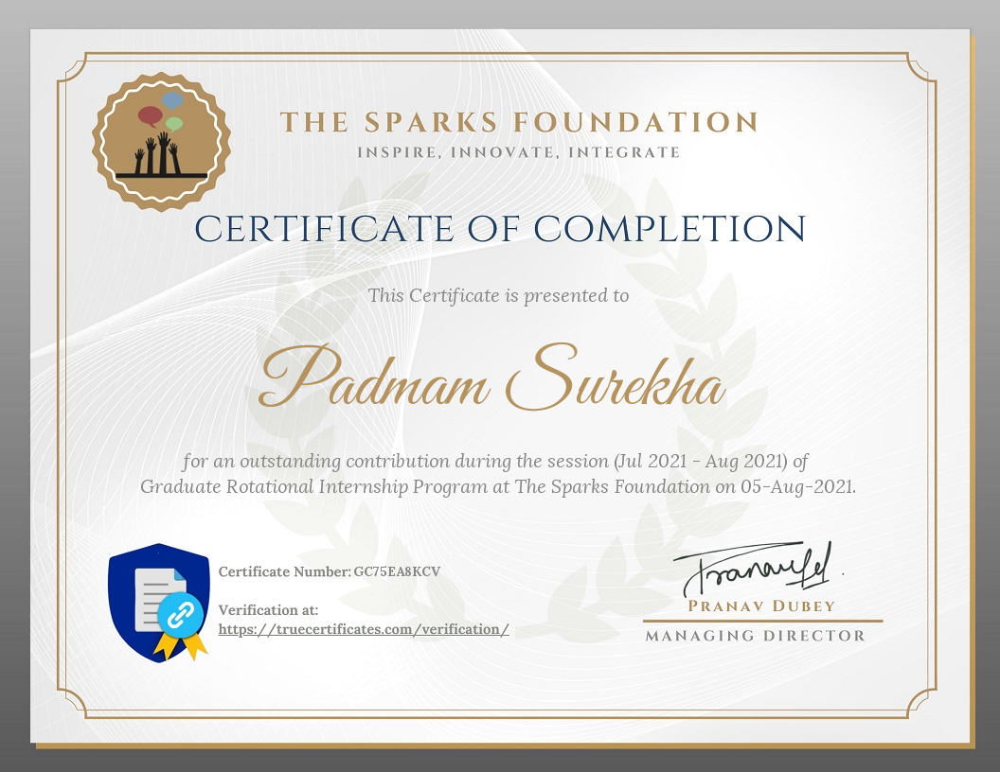 THE SPARKS FOUNDATION
INSPIRE, INNOVATE, INTEGRATE
CERTIFICATE OF COMPLETION
This Certificate is presented to
Padmam Surekha
for an outstanding contribution during the session (Jul 2021 - Aug 2021) of
Graduate Rotational Internship Program at The Sparks Foundation on 05-Aug-2021.
Certificate Number: GC75EA8KCV
Verification at:
https://truecertificates.com/verification/
PRANAV DUBEY
MANAGING DIRECTOR